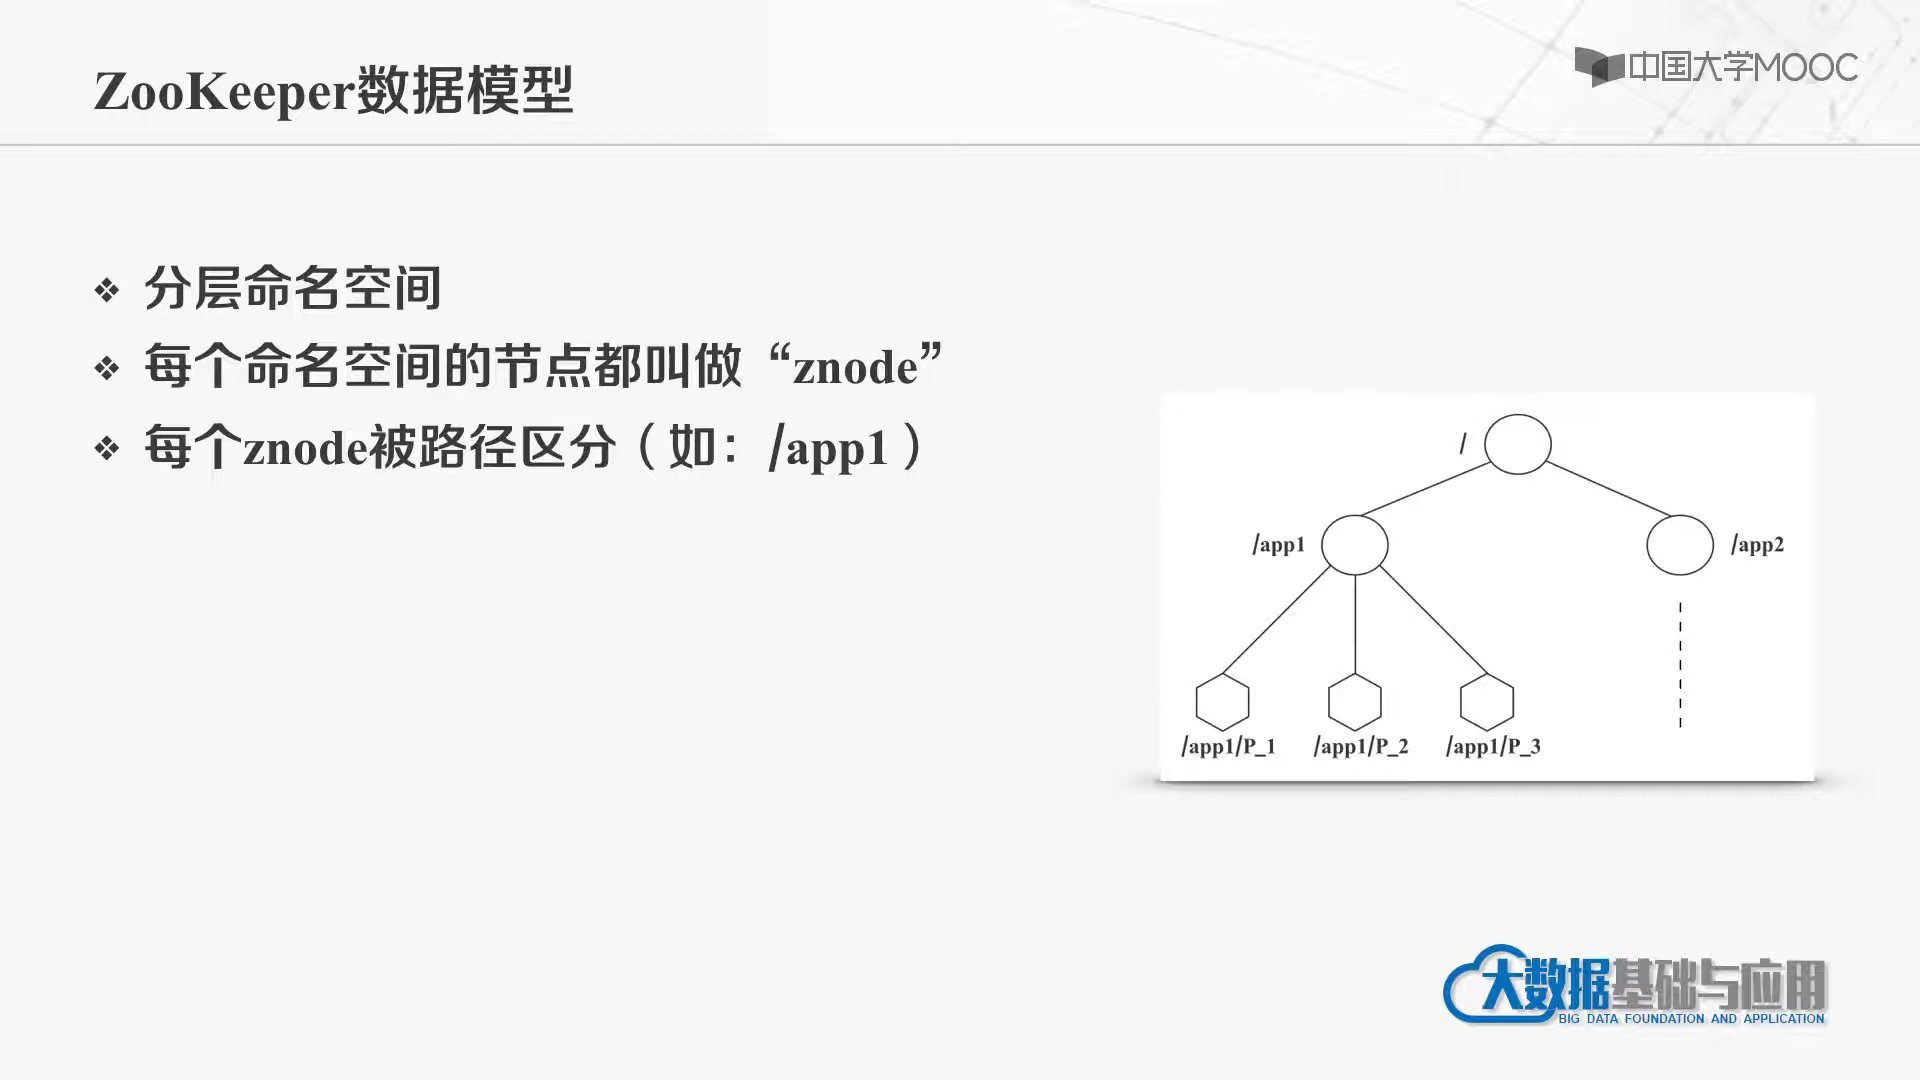 ZooKeeper数据模型
中国大学MOOC
❖ 分层命名空间
❖ 每个命名空间的节点都叫做“znode”
❖ 每个znode被路径区分（如：/app1）
/
/app1
/app2
/app1/P_1
/app1/P_2
/app1/P_3
大数据基础与应用
BIG DATA FOUNDATION AND APPLICATION